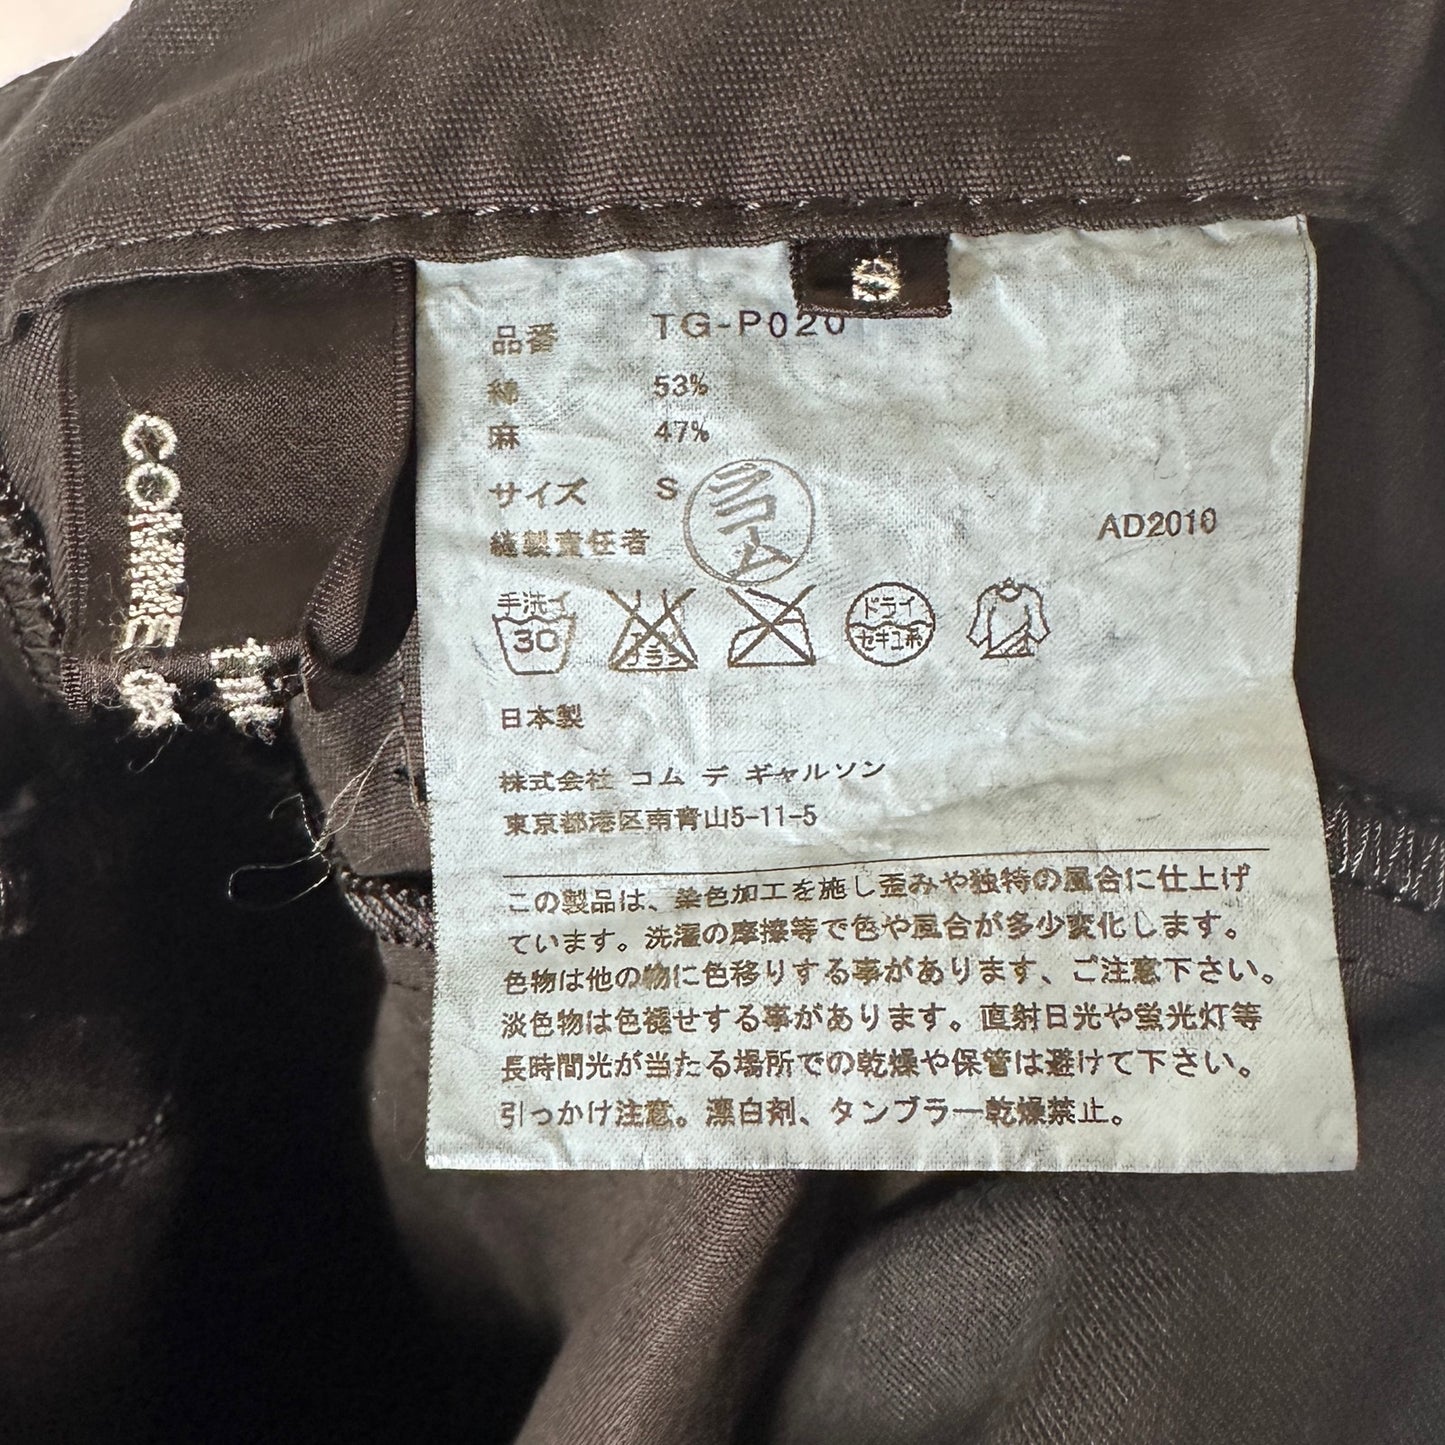 COMME
S
品番 TG-P020
綿 53%
麻 47%
サイズ S
縫製責任者 ラコーム
AD2010
手洗イ
30
エンソ
サラシ
ドライ
セキユ系
日本製
株式会社 コム デ ギャルソン
東京都港区南青山5-11-5
この製品は、染色加工を施し歪みや独特の風合に仕上げ
ています。洗濯の摩擦等で色や風合が多少変化します。
色物は他の物に色移りする事があります、ご注意下さい。
淡色物は色褪せする事があります。直射日光や蛍光灯等
長時間光が当たる場所での乾燥や保管は避けて下さい。
引っかけ注意。漂白剤、タンブラー乾燥禁止。